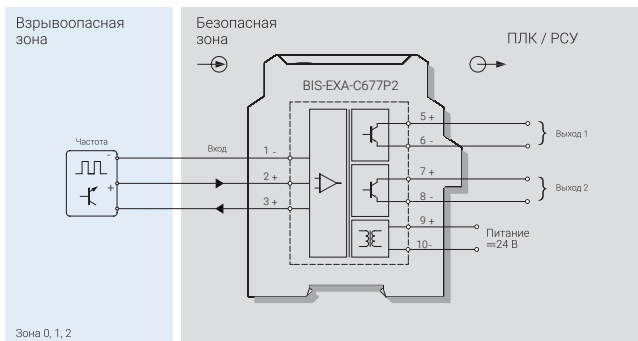 Взрывоопасная
зона
Безопасная
зона
ПЛК / РСУ
BIS-EXA-C677P2
Частота
-
+
Вход
1 -
2 +
3 +
5 +
6 -
Выход 1
7 +
8 -
Выход 2
9 +
10-
Питание
⎓24 В
Зона 0, 1, 2